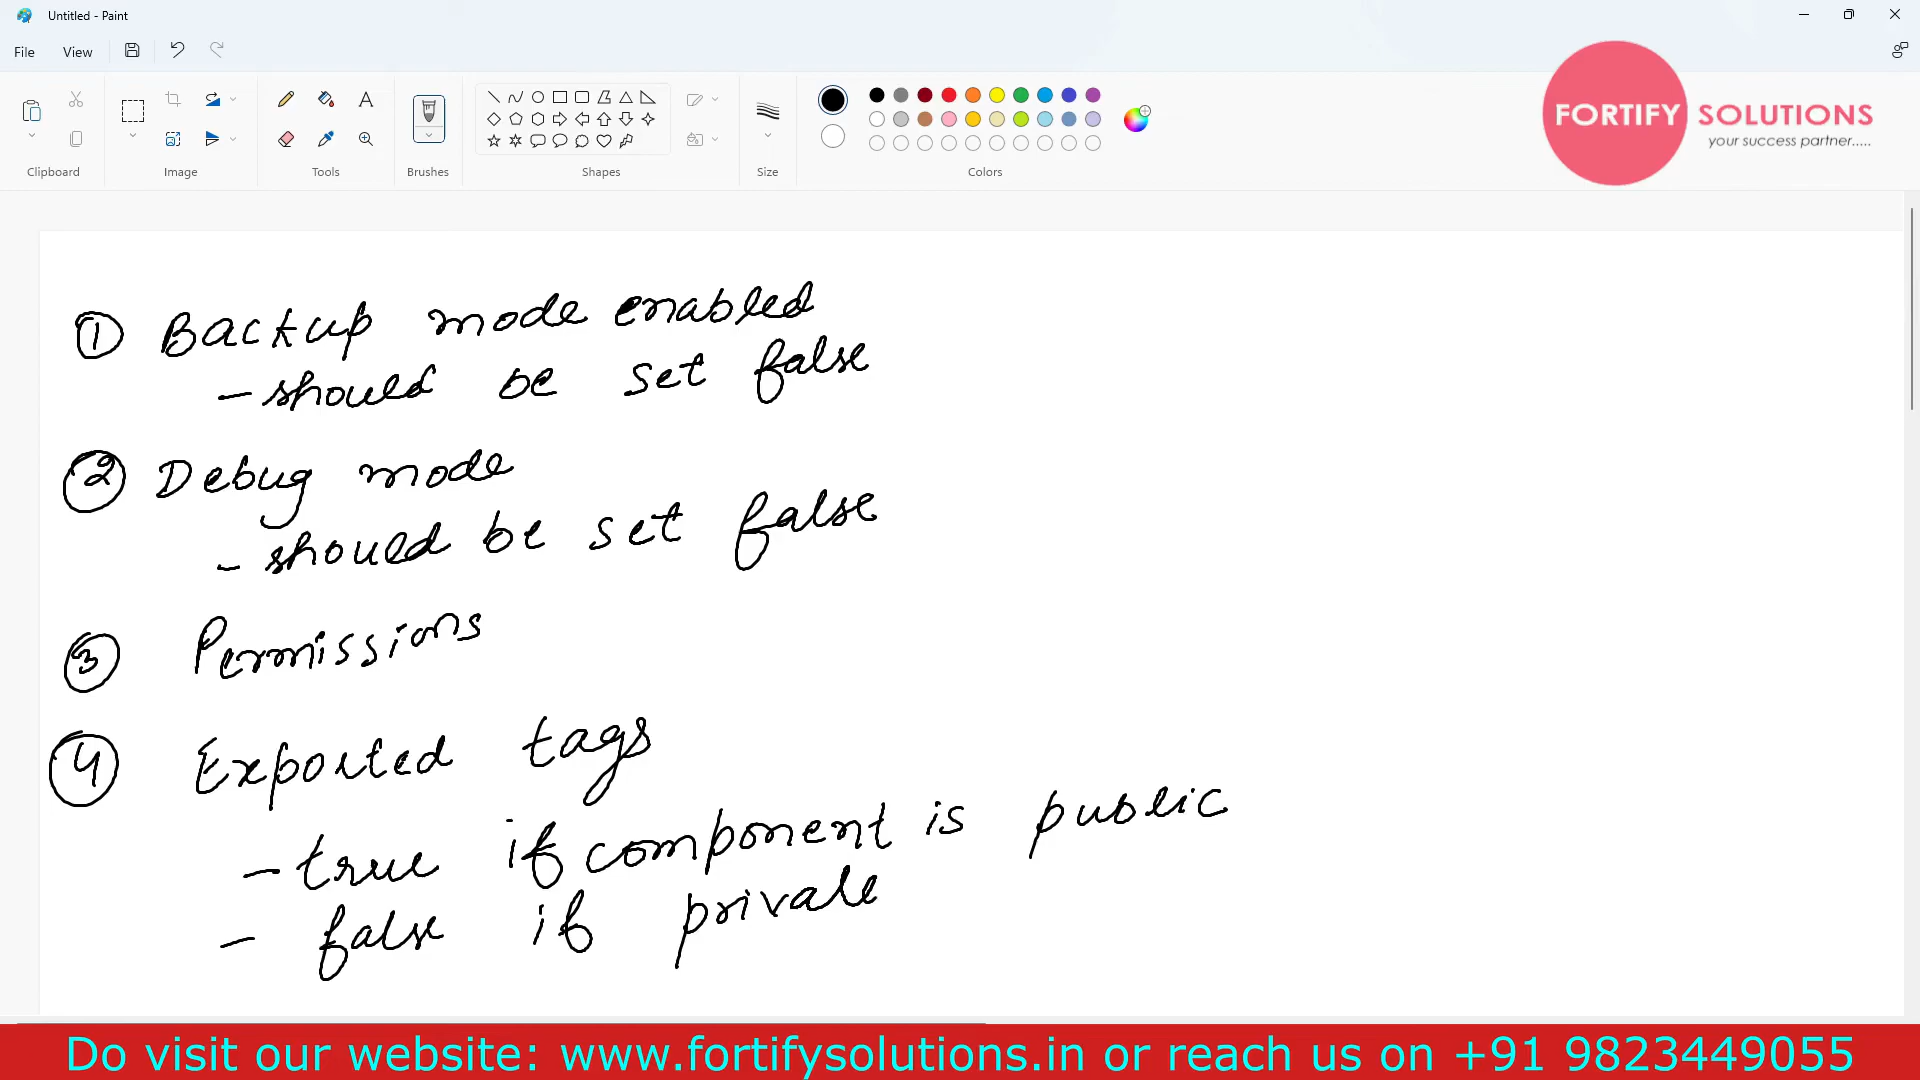 Untitled - Paint
File View
FORTIFY SOLUTIONS
your success partner.....
Clipboard Image Tools Brushes Shapes Size Colors
① Backup mode enabled
- should be set false
② Debug mode
- should be set false
③ Permissions
④ Exported tags
- true if component is public
- false if private
Do visit our website: www.fortifysolutions.in or reach us on +91 9823449055